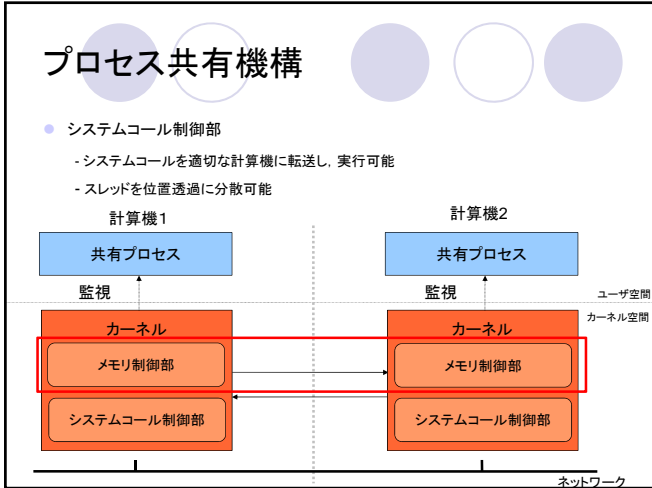 プロセス共有機構
システムコール制御部
- システムコールを適切な計算機に転送し, 実行可能
- スレッドを位置透過に分散可能
計算機1
計算機2
共有プロセス
共有プロセス
監視
監視
ユーザ空間
カーネル空間
カーネル
カーネル
メモリ制御部
メモリ制御部
システムコール制御部
システムコール制御部
ネットワーク